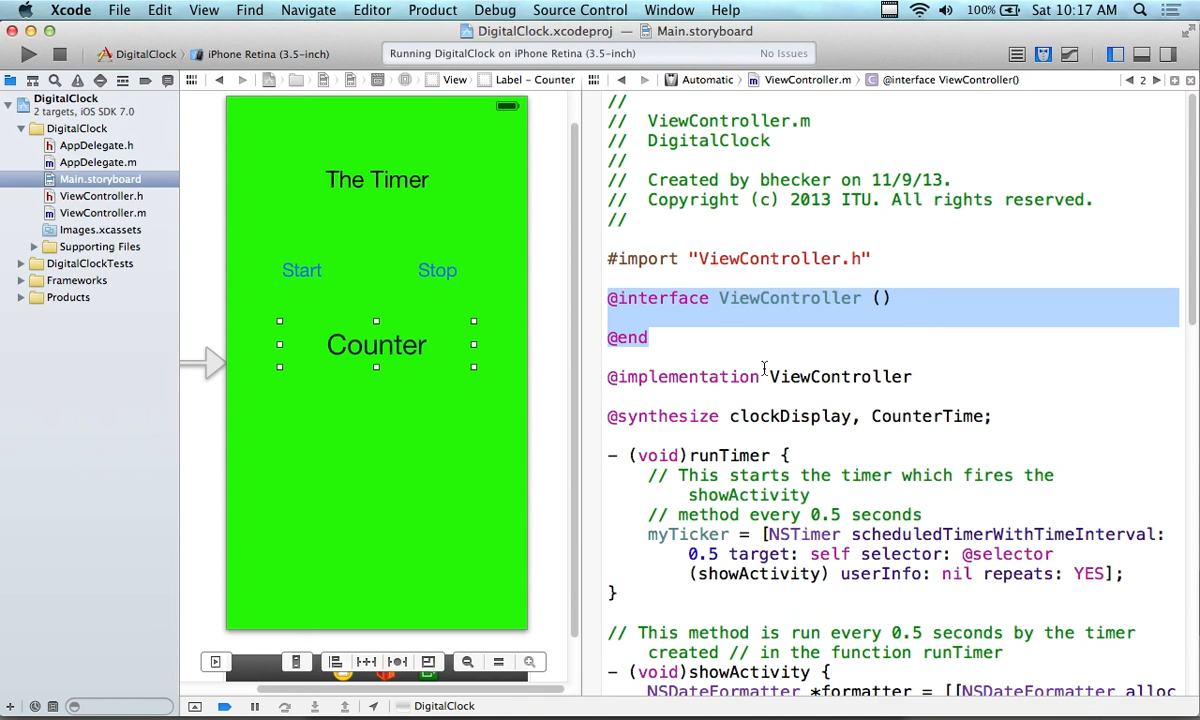 Xcode File Edit View Find Navigate Editor Product Debug Source Control Window Help 100% Sat 10:17 AM
DigitalClock.xcodeproj — Main.storyboard
DigitalClock iPhone Retina (3.5-inch) Running DigitalClock on iPhone Retina (3.5-inch) No Issues
View Label – Counter Automatic ViewController.m @interface ViewController() 2
DigitalClock
2 targets, iOS SDK 7.0
DigitalClock
AppDelegate.h
AppDelegate.m
Main.storyboard
ViewController.h
ViewController.m
Images.xcassets
Supporting Files
DigitalClockTests
Frameworks
Products
The Timer
Start Stop
Counter
//
// ViewController.m
// DigitalClock
//
// Created by bhecker on 11/9/13.
// Copyright (c) 2013 ITU. All rights reserved.
//
#import "ViewController.h"
@interface ViewController ()
@end
@implementation ViewController
@synthesize clockDisplay, CounterTime;
- (void)runTimer {
// This starts the timer which fires the
showActivity
// method every 0.5 seconds
myTicker = [NSTimer scheduledTimerWithTimeInterval:
0.5 target: self selector: @selector
(showActivity) userInfo: nil repeats: YES];
}
// This method is run every 0.5 seconds by the timer
created // in the function runTimer
- (void)showActivity {
NSDateFormatter *formatter = [[NSDateFormatter alloc
DigitalClock